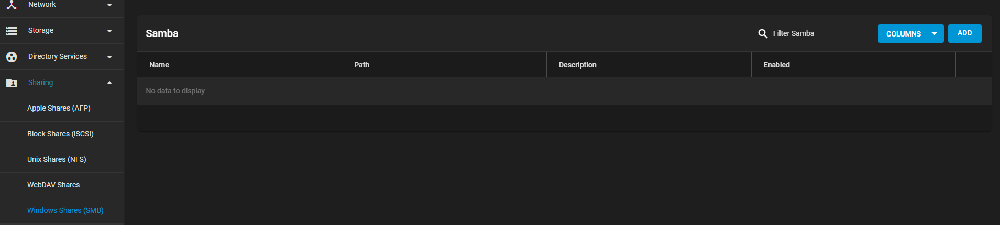 Network
Storage
Directory Services
Sharing
Apple Shares (AFP)
Block Shares (iSCSI)
Unix Shares (NFS)
WebDAV Shares
Windows Shares (SMB)
Samba
Filter Samba
COLUMNS
ADD
Name Path Description Enabled
No data to display